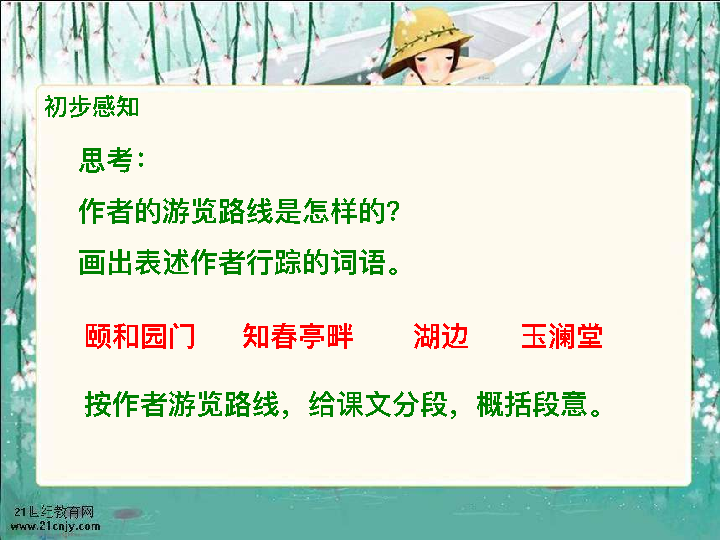 初步感知
思考：
作者的游览路线是怎样的？
画出表述作者行踪的词语。
颐和园门 知春亭畔 湖边 玉澜堂
按作者游览路线，给课文分段，概括段意。
21世纪教育网
www.21cnjy.com